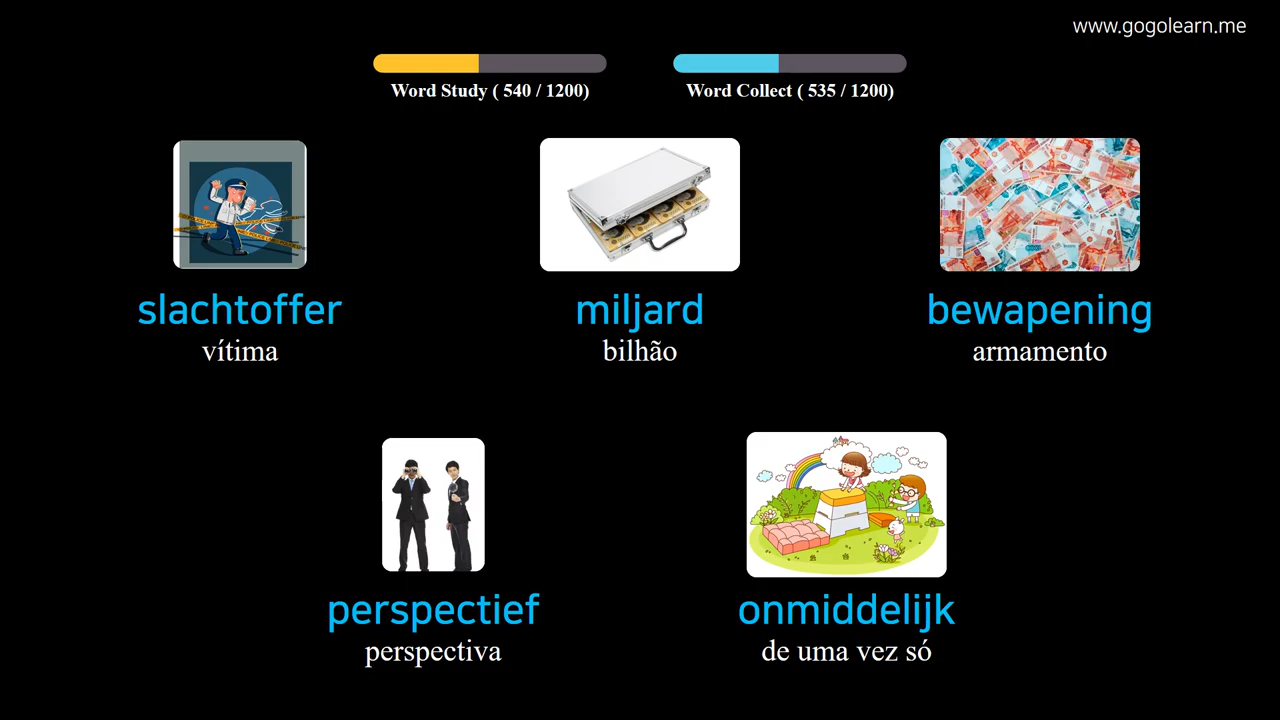 www.gogolearn.me
Word Study ( 540 / 1200)
Word Collect ( 535 / 1200)
slachtoffer
vítima
miljard
bilhão
bewapening
armamento
perspectief
perspectiva
onmiddelijk
de uma vez só